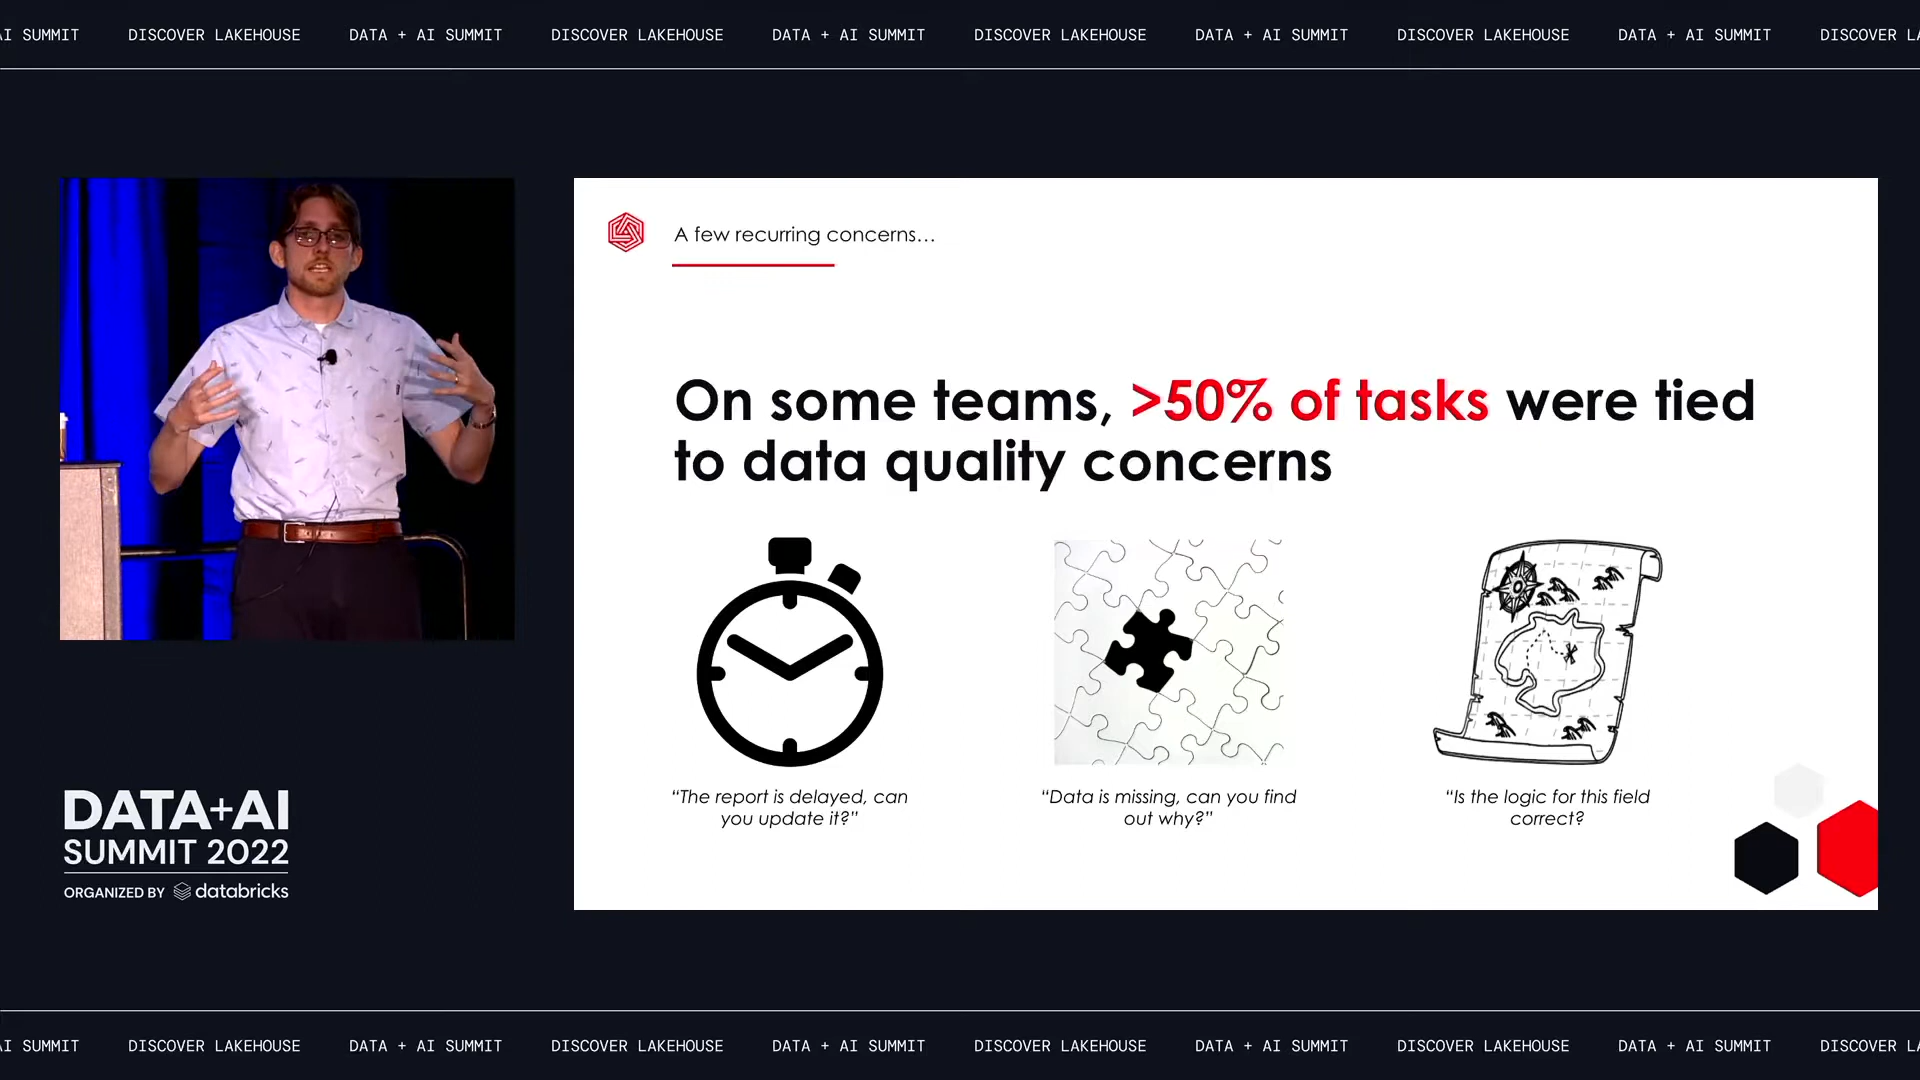 AI SUMMIT DISCOVER LAKEHOUSE DATA + AI SUMMIT DISCOVER LAKEHOUSE DATA + AI SUMMIT DISCOVER LAKEHOUSE DATA + AI SUMMIT DISCOVER LAKEHOUSE DATA + AI SUMMIT DISCOVER LA
A few recurring concerns...
On some teams, >50% of tasks were tied
to data quality concerns
“The report is delayed, can
you update it?”
“Data is missing, can you find
out why?”
“Is the logic for this field
correct?
DATA+AI
SUMMIT 2022
ORGANIZED BY databricks
AI SUMMIT DISCOVER LAKEHOUSE DATA + AI SUMMIT DISCOVER LAKEHOUSE DATA + AI SUMMIT DISCOVER LAKEHOUSE DATA + AI SUMMIT DISCOVER LAKEHOUSE DATA + AI SUMMIT DISCOVER LA